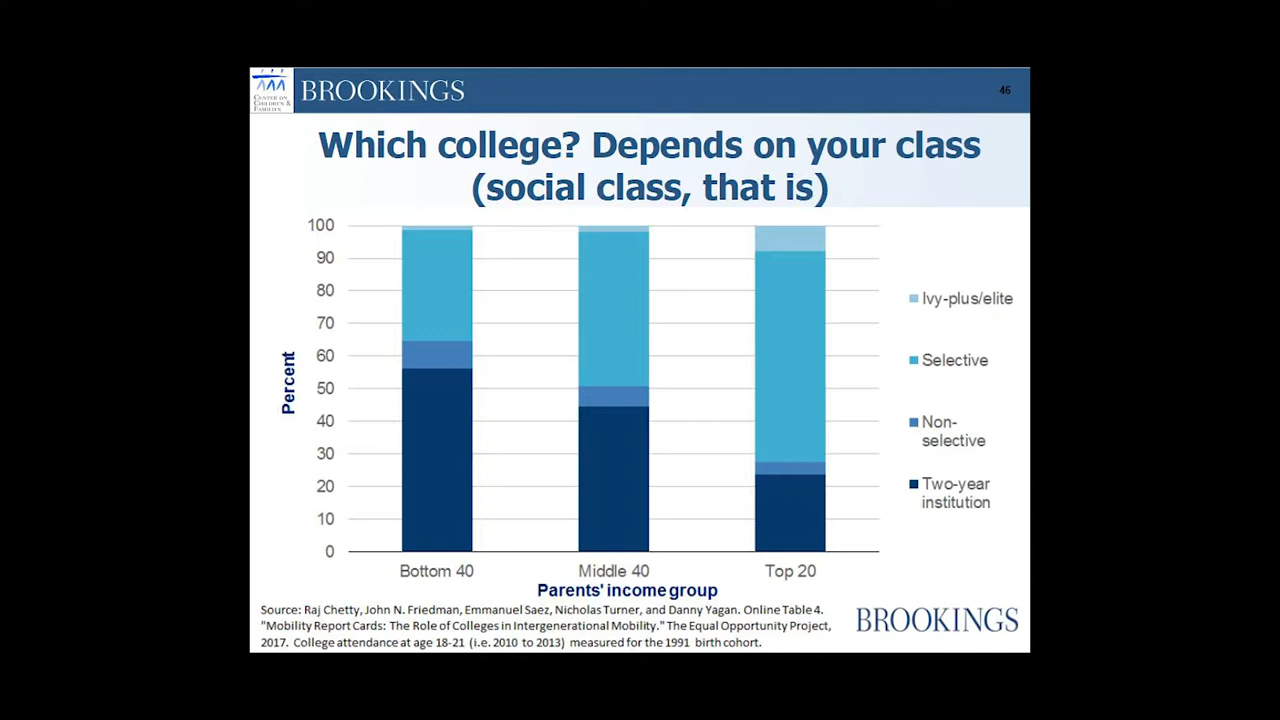 CENTER ON
CHILDREN &
FAMILIES
BROOKINGS
46
Which college? Depends on your class
(social class, that is)
100
90
80
70
60
50
40
30
20
10
0
Percent
Ivy-plus/elite
Selective
Non-
selective
Two-year
institution
Bottom 40
Middle 40
Top 20
Parents' income group
Source: Raj Chetty, John N. Friedman, Emmanuel Saez, Nicholas Turner, and Danny Yagan. Online Table 4.
"Mobility Report Cards: The Role of Colleges in Intergenerational Mobility." The Equal Opportunity Project,
2017. College attendance at age 18-21 (i.e. 2010 to 2013) measured for the 1991 birth cohort.
BROOKINGS